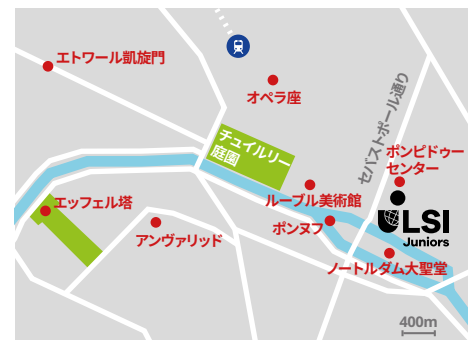 エトワール凱旋門
オペラ座
セバストポール通り
チュイルリー
庭園
ポンピドゥー
センター
エッフェル塔
ルーブル美術館
LSI
Juniors
アンヴァリッド
ポンヌフ
ノートルダム大聖堂
400m